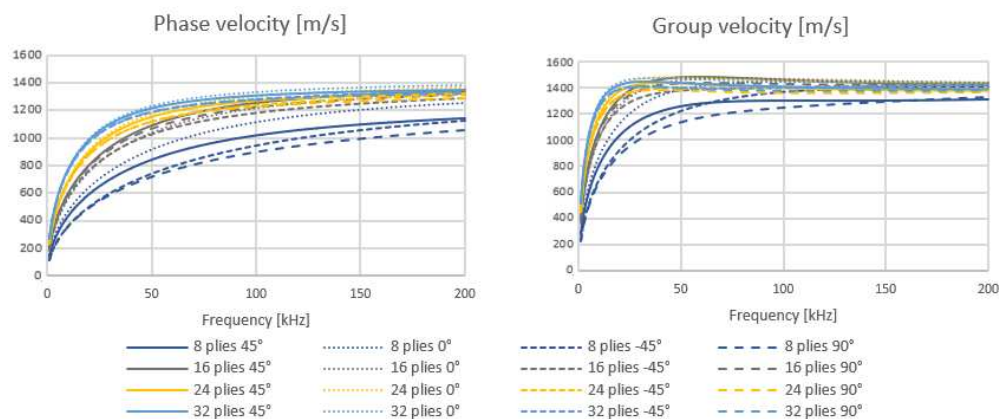 Phase velocity [m/s]
1600
1400
1200
1000
800
600
400
200
0
0 50 100 150 200
Frequency [kHz]
Group velocity [m/s]
1600
1400
1200
1000
800
600
400
200
0
0 50 100 150 200
Frequency [kHz]
8 plies 45° 8 plies 0° 8 plies -45° 8 plies 90°
16 plies 45° 16 plies 0° 16 plies -45° 16 plies 90°
24 plies 45° 24 plies 0° 24 plies -45° 24 plies 90°
32 plies 45° 32 plies 0° 32 plies -45° 32 plies 90°